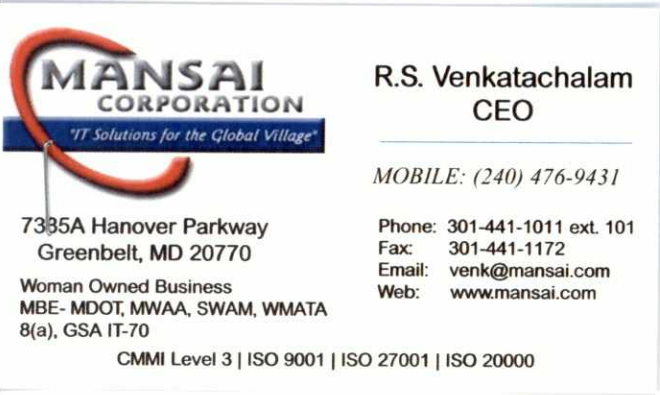 MANSAI
CORPORATION
"IT Solutions for the Global Village"
R.S. Venkatachalam
CEO
MOBILE: (240) 476-9431
7335A Hanover Parkway
Greenbelt, MD 20770
Phone: 301-441-1011 ext. 101
Fax: 301-441-1172
Email: venk@mansai.com
Web: www.mansai.com
Woman Owned Business
MBE- MDOT, MWAA, SWAM, WMATA
8(a), GSA IT-70
CMMI Level 3 | ISO 9001 | ISO 27001 | ISO 20000